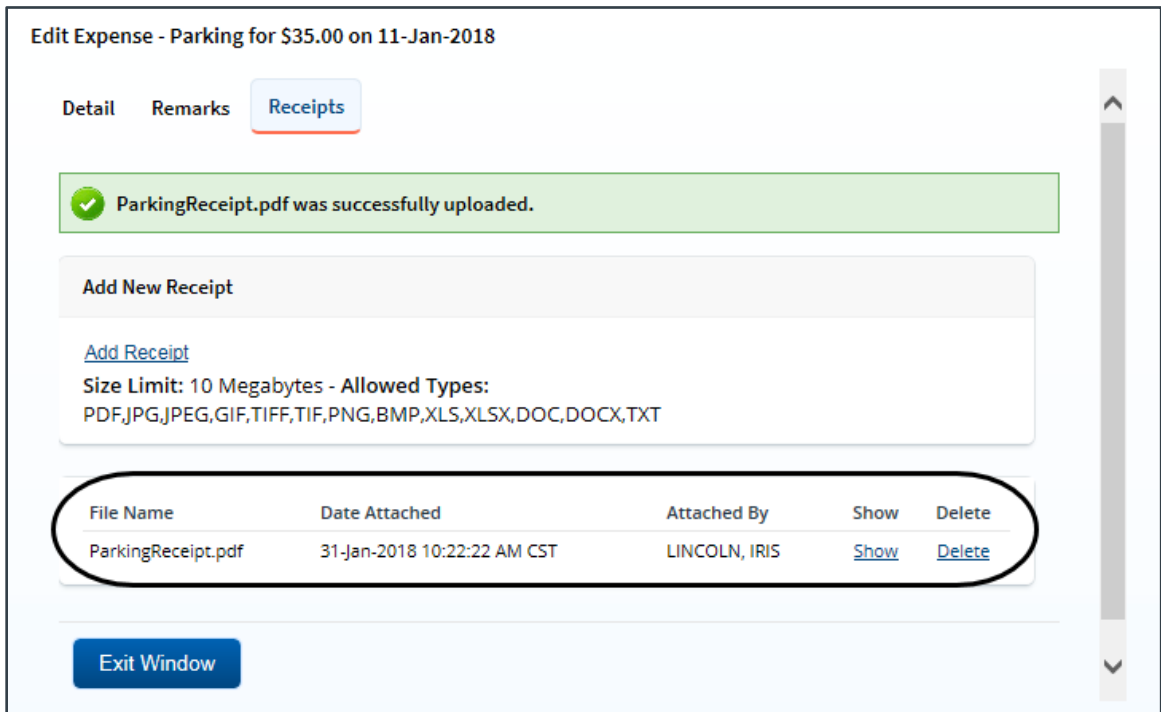 Edit Expense - Parking for $35.00 on 11-Jan-2018
Detail Remarks Receipts
ParkingReceipt.pdf was successfully uploaded.
Add New Receipt
Add Receipt
Size Limit: 10 Megabytes - Allowed Types:
PDF,JPG,JPEG,GIF,TIFF,TIF,PNG,BMP,XLS,XLSX,DOC,DOCX,TXT
File Name Date Attached Attached By Show Delete
ParkingReceipt.pdf 31-Jan-2018 10:22:22 AM CST LINCOLN, IRIS Show Delete
Exit Window